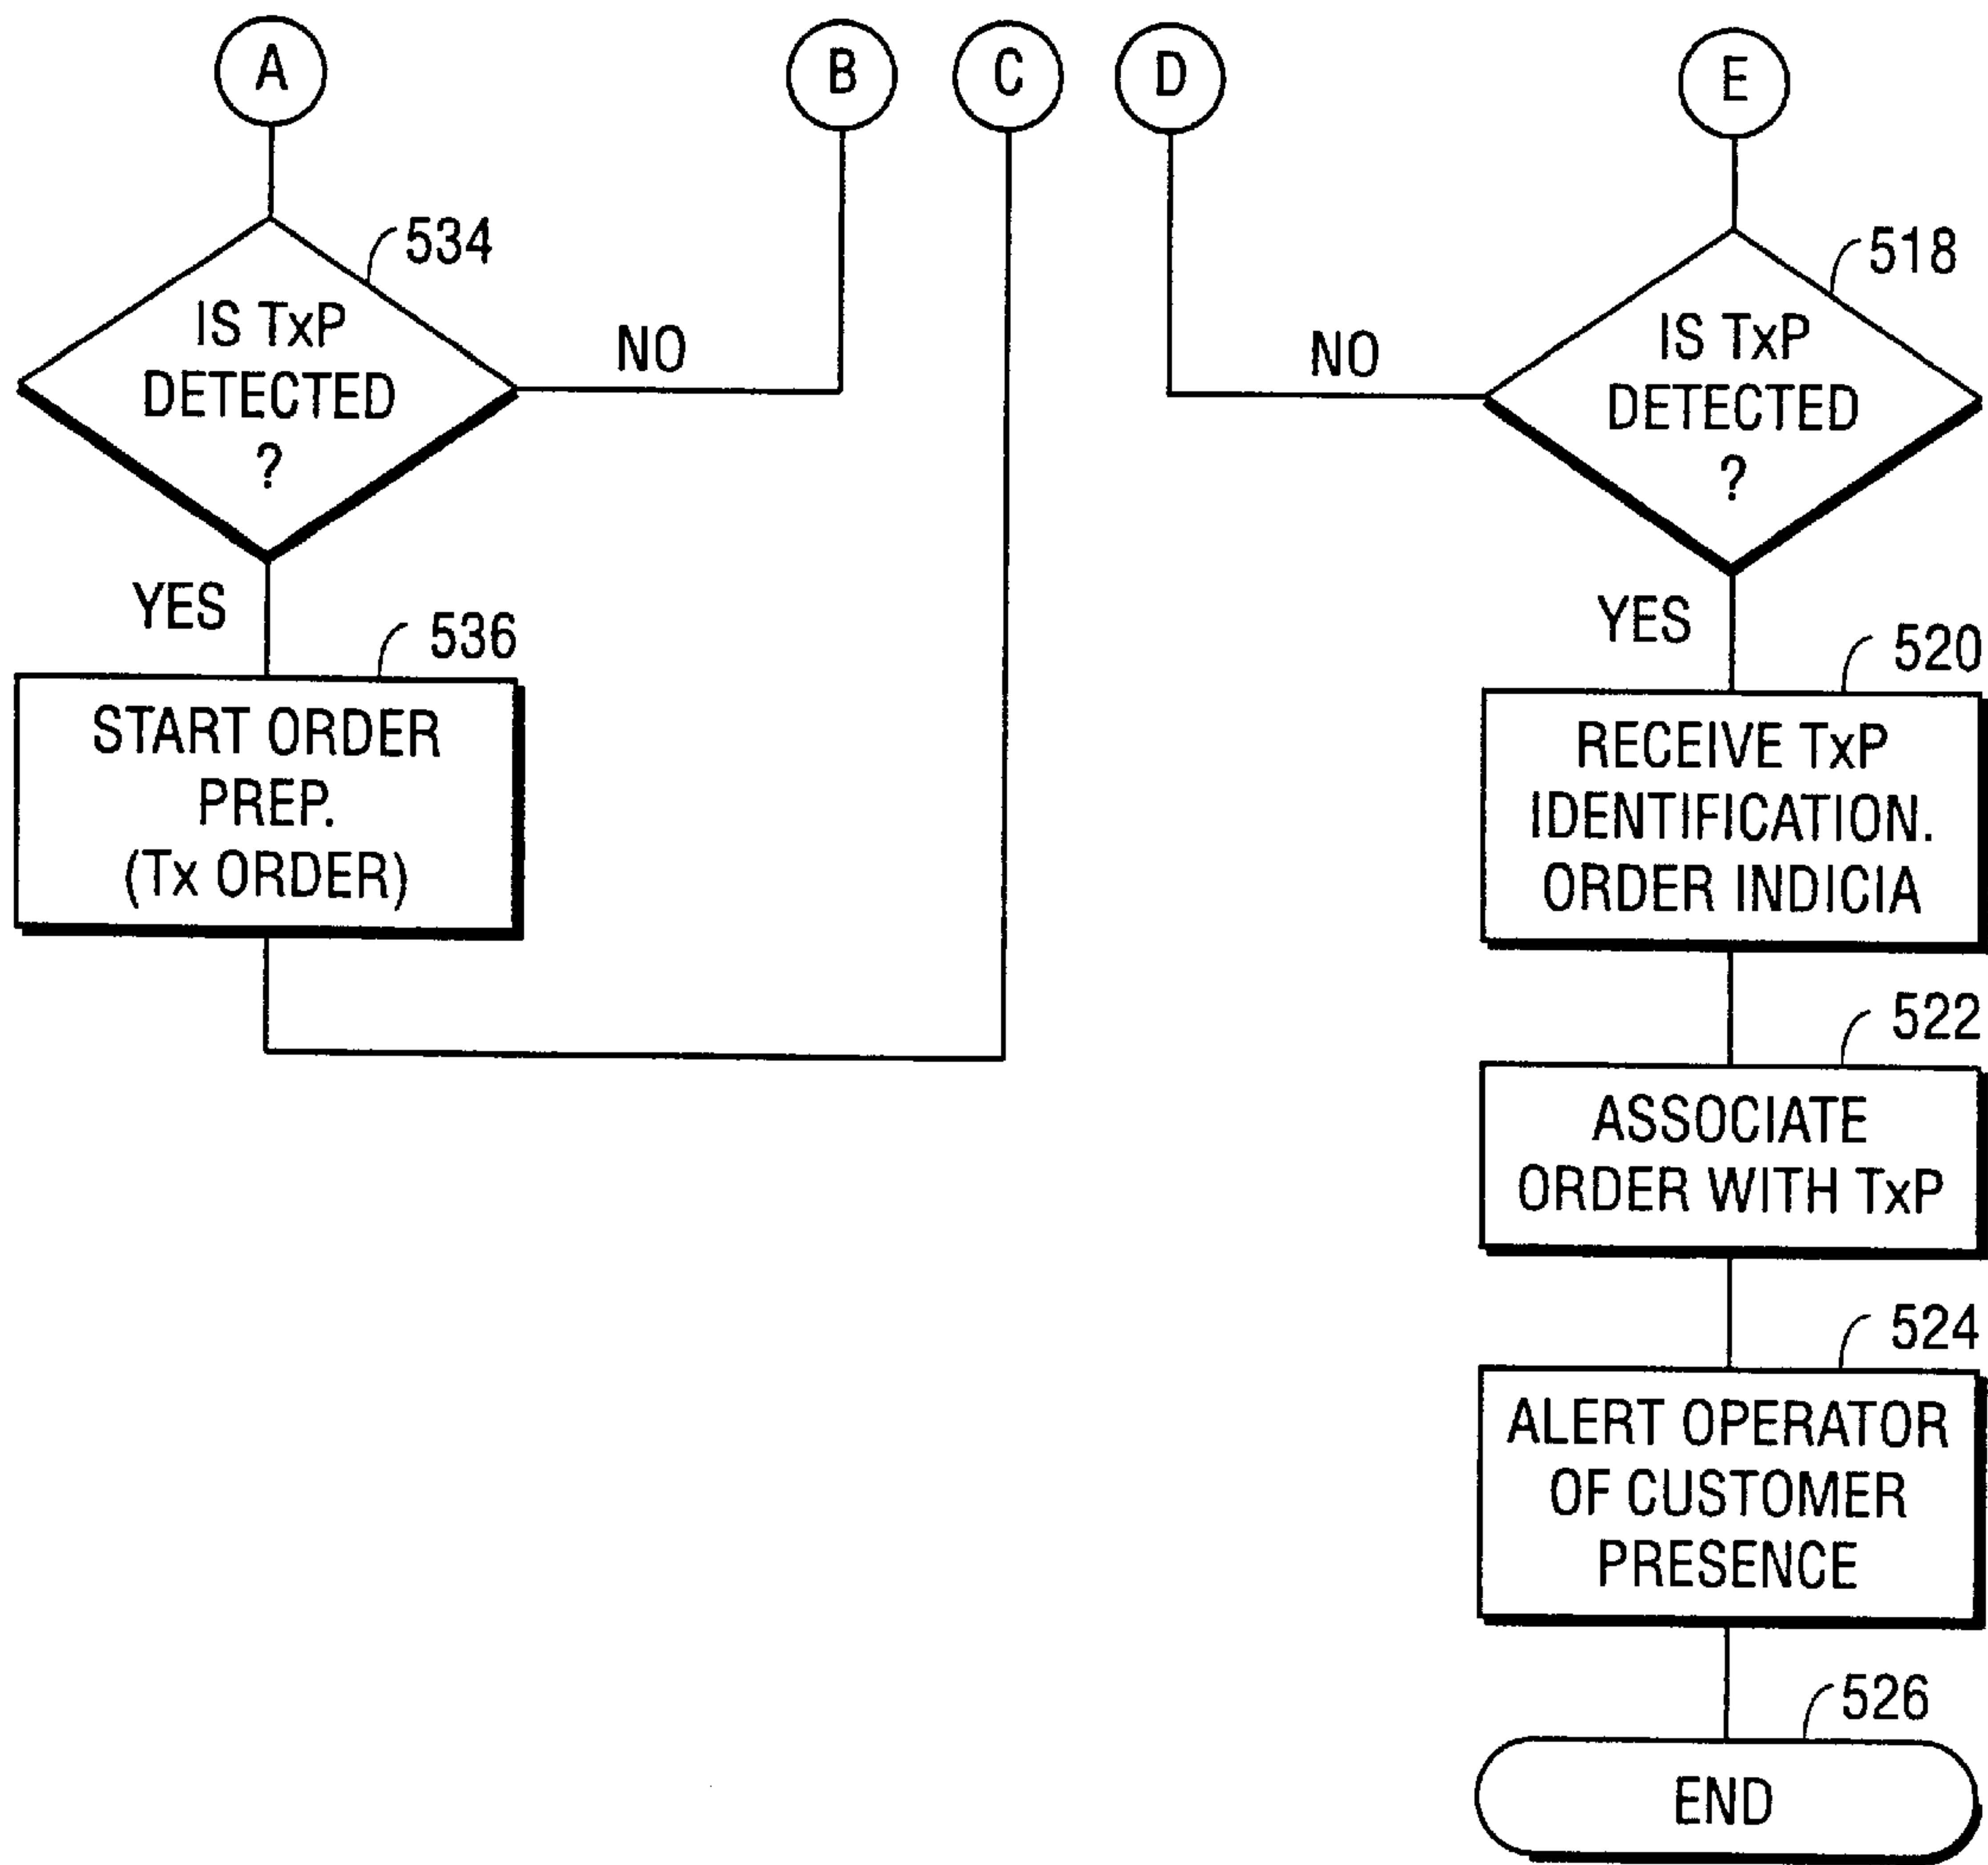 A
B
C
D
E
534
IS TxP
DETECTED
?
NO
YES
536
START ORDER
PREP.
(Tx ORDER)
518
IS TxP
DETECTED
?
NO
YES
520
RECEIVE TxP
IDENTIFICATION.
ORDER INDICIA
522
ASSOCIATE
ORDER WITH TxP
524
ALERT OPERATOR
OF CUSTOMER
PRESENCE
526
END